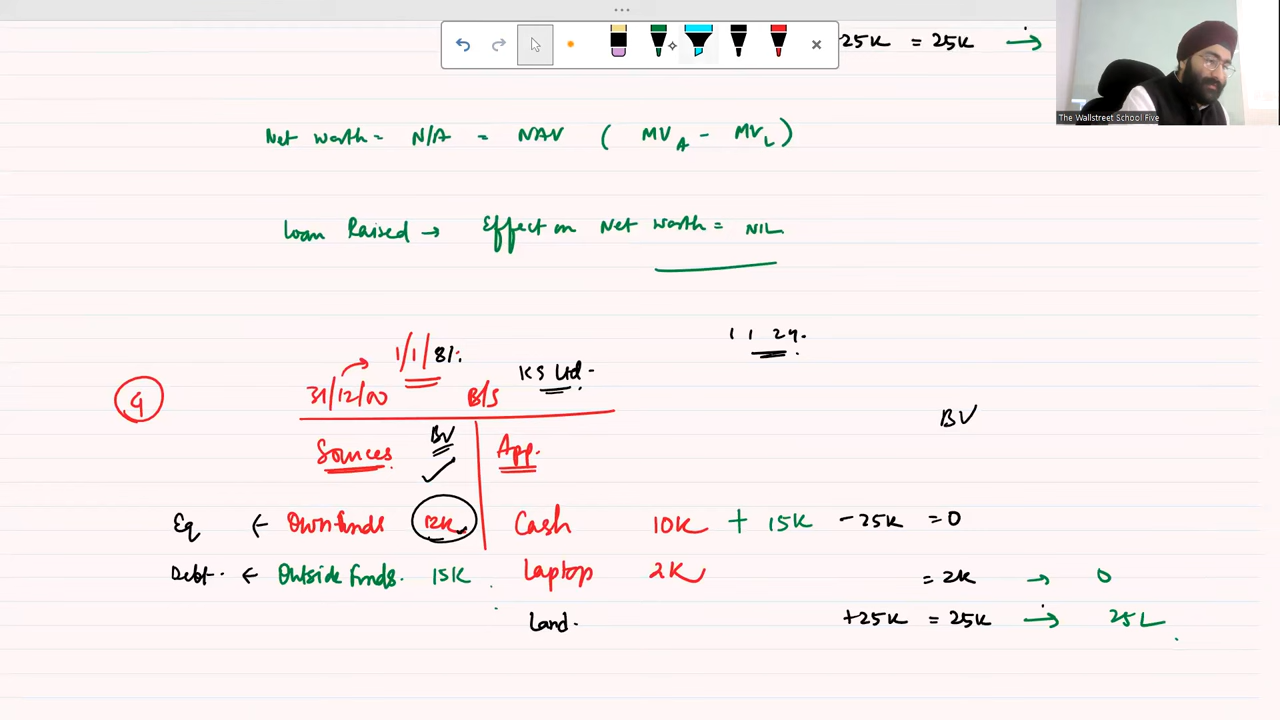 -25K = 25K →
The Wallstreet School Five
Net worth = N/A = NAV ( MV_A - MV_L )
Loan Raised → Effect on Net worth = NIL
1 1 24.
1/1/81.
KS Ltd.
31/12/00 B/S
BV
Sources. BV App.
✓
Eq ← Own funds 12K Cash 10K + 15K - 25K = 0
Debt. ← Outside Funds. 15K Laptop 2K = 2K → 0
Land. +25K = 25K → 25L